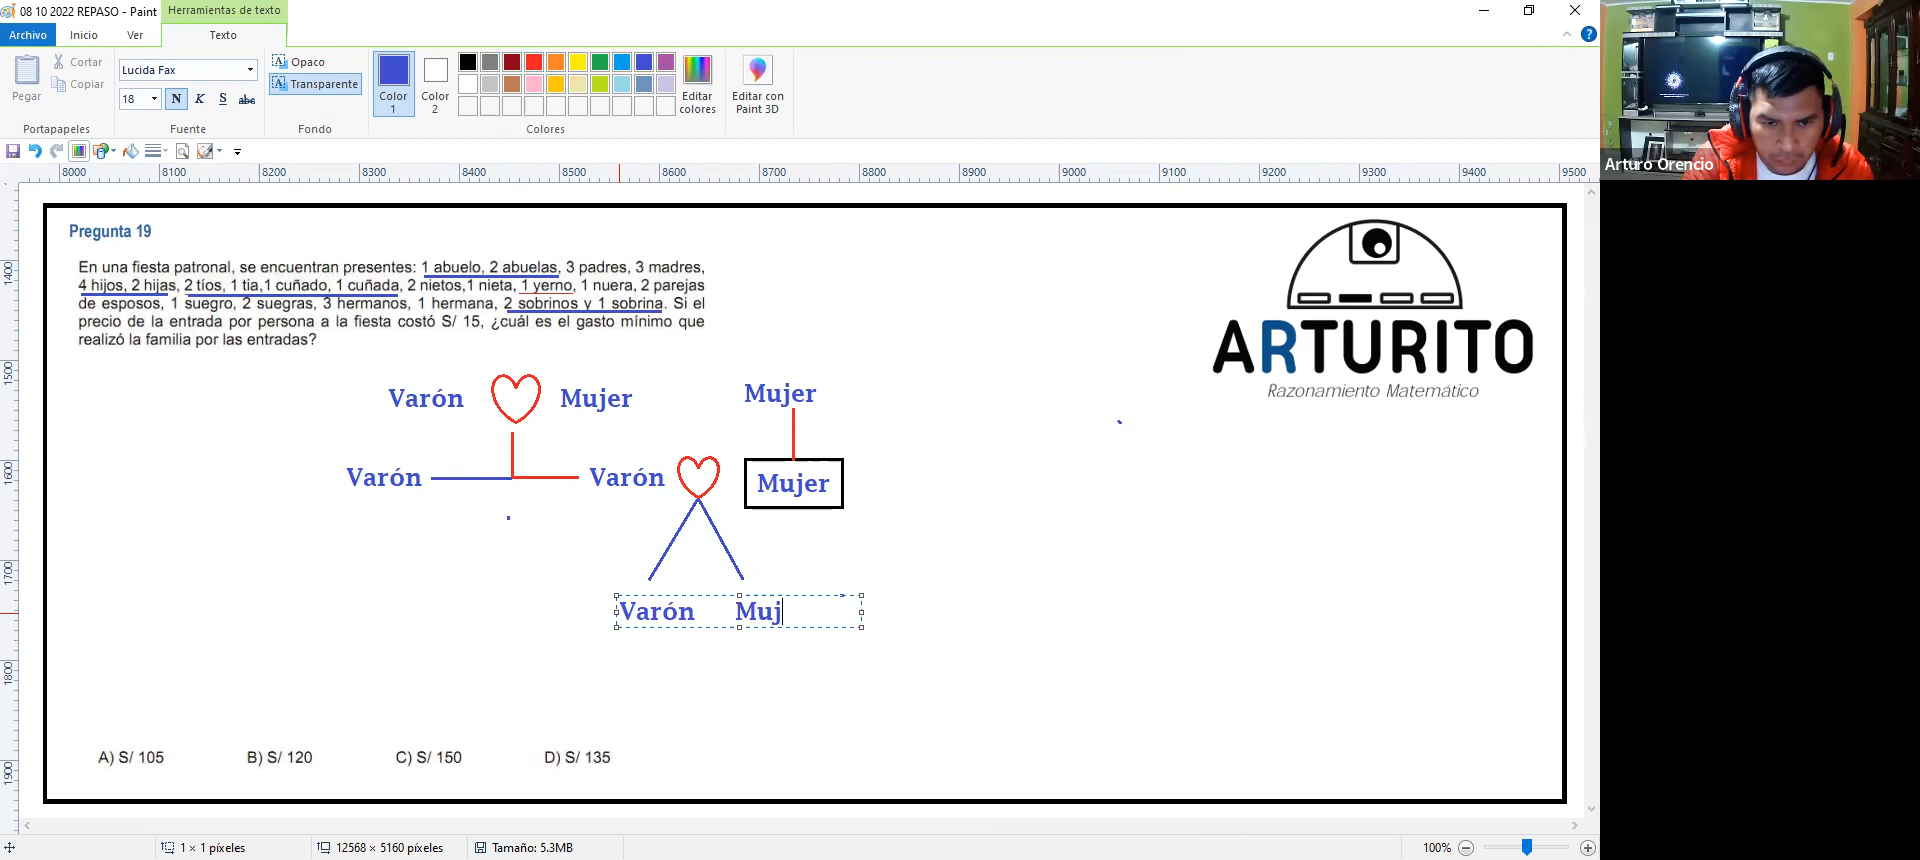 08 10 2022 REPASO - Paint
Herramientas de texto
Archivo
Inicio
Ver
Texto
Pegar
Cortar
Copiar
Portapapeles
Lucida Fax
18
N
K
S
abc
Fuente
Opaco
Transparente
Fondo
Color 1
Color 2
Editar colores
Editar con Paint 3D
Colores
Arturo Orencio
8000 8100 8200 8300 8400 8500 8600 8700 8800 8900 9000 9100 9200 9300 9400 9500
1400
1500
1600
1700
1800
1900
Pregunta 19
En una fiesta patronal, se encuentran presentes: 1 abuelo, 2 abuelas, 3 padres, 3 madres,
4 hijos, 2 hijas, 2 tíos, 1 tia,1 cuñado, 1 cuñada, 2 nietos,1 nieta, 1 yerno, 1 nuera, 2 parejas
de esposos, 1 suegro, 2 suegras, 3 hermanos, 1 hermana, 2 sobrinos y 1 sobrina. Si el
precio de la entrada por persona a la fiesta costó S/ 15, ¿cuál es el gasto mínimo que
realizó la familia por las entradas?
ARTURITO
Razonamiento Matemático
Varón Mujer Mujer
Varón Varón Mujer
Varón Muj
A) S/ 105 B) S/ 120 C) S/ 150 D) S/ 135
1 × 1 píxeles
12568 × 5160 píxeles
Tamaño: 5.3MB
100%